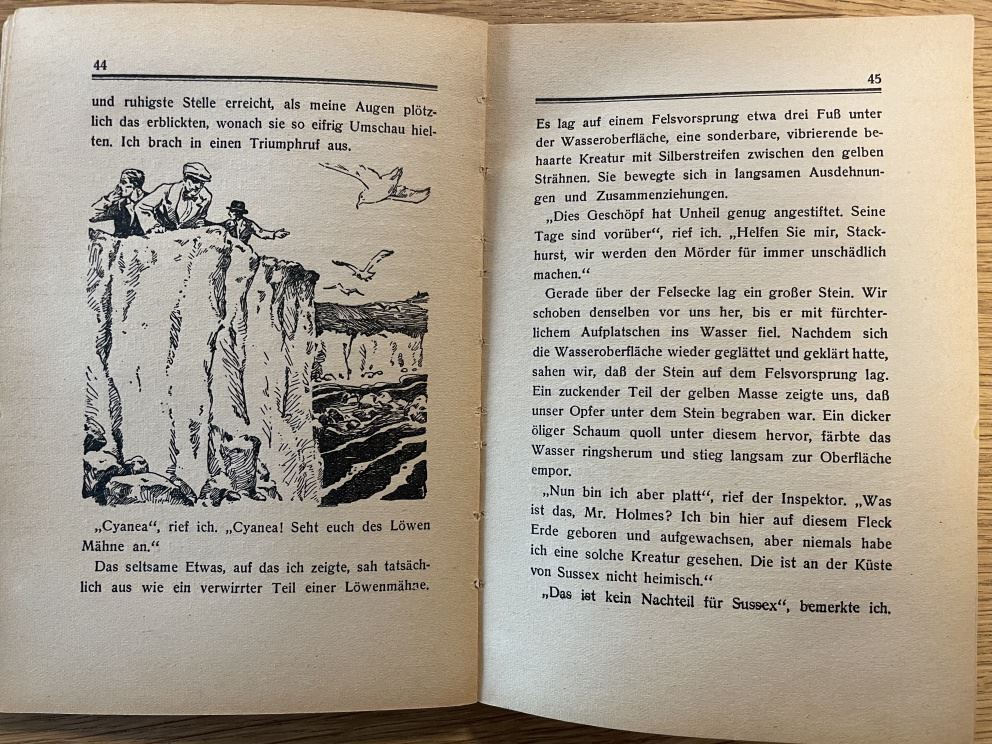 44
und ruhigste Stelle erreicht, als meine Augen plötz-
lich das erblickten, wonach sie so eifrig Umschau hiel-
ten. Ich brach in einen Triumphruf aus.
„Cyanea“, rief ich. „Cyanea! Seht euch des Löwen
Mähne an.“
Das seltsame Etwas, auf das ich zeigte, sah tatsäch-
lich aus wie ein verwirrter Teil einer Löwenmähne.
45
Es lag auf einem Felsvorsprung etwa drei Fuß unter
der Wasseroberfläche, eine sonderbare, vibrierende be-
haarte Kreatur mit Silberstreifen zwischen den gelben
Strähnen. Sie bewegte sich in langsamen Ausdehnun-
gen und Zusammenziehungen.
„Dies Geschöpf hat Unheil genug angestiftet. Seine
Tage sind vorüber“, rief ich. „Helfen Sie mir, Stack-
hurst, wir werden den Mörder für immer unschädlich
machen.“
Gerade über der Felsecke lag ein großer Stein. Wir
schoben denselben vor uns her, bis er mit fürchter-
lichem Aufplatschen ins Wasser fiel. Nachdem sich
die Wasseroberfläche wieder geglättet und geklärt hatte,
sahen wir, daß der Stein auf dem Felsvorsprung lag.
Ein zuckender Teil der gelben Masse zeigte uns, daß
unser Opfer unter dem Stein begraben war. Ein dicker
öliger Schaum quoll unter diesem hervor, färbte das
Wasser ringsherum und stieg langsam zur Oberfläche
empor.
„Nun bin ich aber platt“, rief der Inspektor. „Was
ist das, Mr. Holmes? Ich bin hier auf diesem Fleck
Erde geboren und aufgewachsen, aber niemals habe
ich eine solche Kreatur gesehen. Die ist an der Küste
von Sussex nicht heimisch.“
„Das ist kein Nachteil für Sussex“, bemerkte ich.